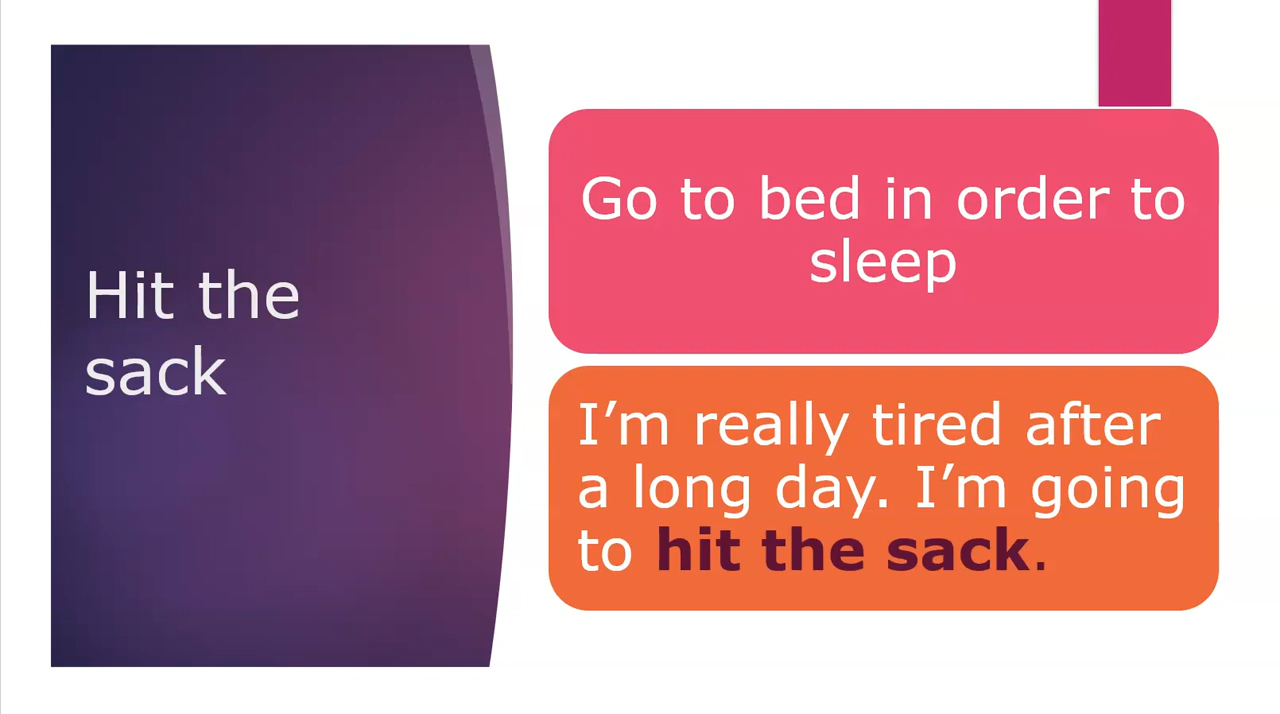 Hit the
sack
Go to bed in order to
sleep
I’m really tired after
a long day. I’m going
to hit the sack.